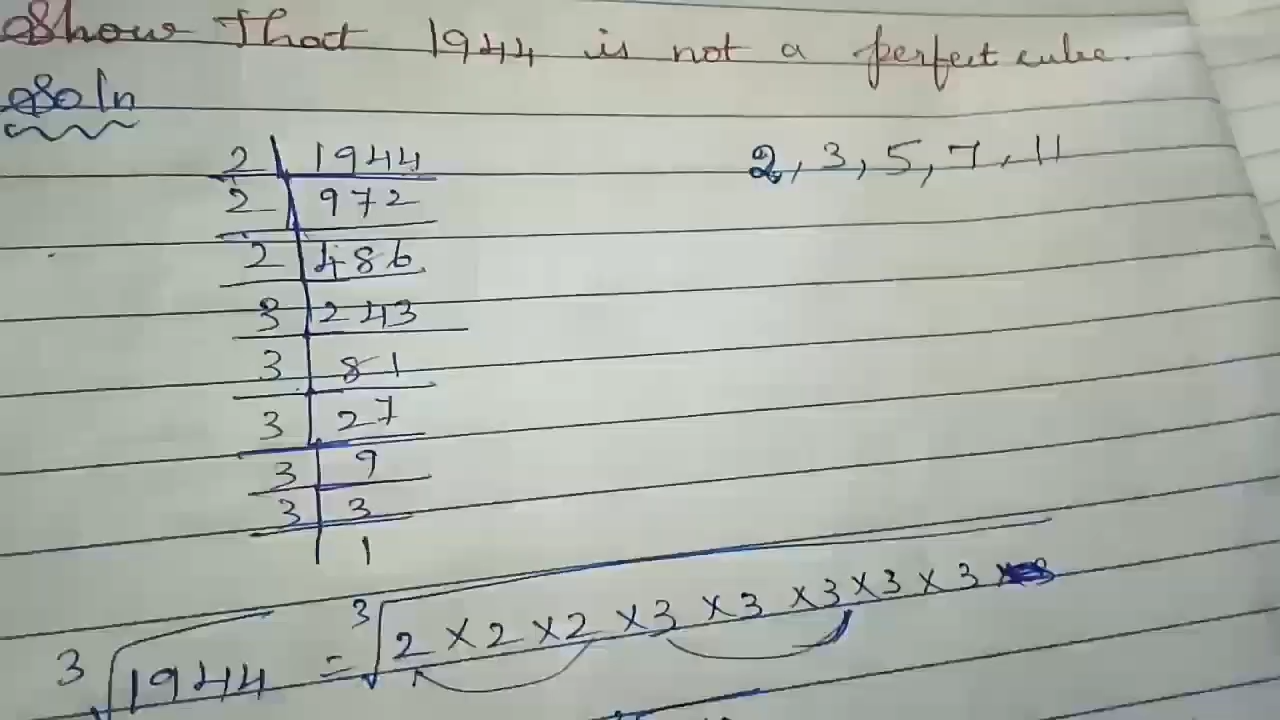 Show That 1944 is not a perfect cube.
Soln
2 | 1944
2, 3, 5, 7, 11
2 | 972
2 | 486
3 | 243
3 | 81
3 | 27
3 | 9
3 | 3
| 1
∛1944 = ∛2 × 2 × 2 × 3 × 3 × 3 × 3 × 3